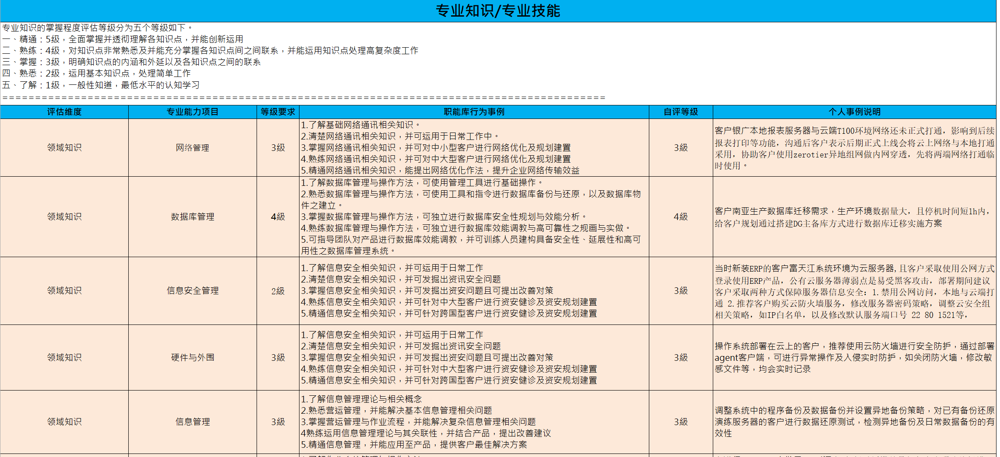 专业知识/专业技能
专业知识的掌握程度评估等级分为五个等级如下。
一、精通：5级，全面掌握并透彻理解各知识点，并能创新运用
二、熟练：4级，对知识点非常熟悉及并能充分掌握各知识点间之间联系，并能运用知识点处理高复杂度工作
三、掌握：3级，明确知识点的内涵和外延以及各知识点之间的联系
四、熟悉：2级，运用基本知识点，处理简单工作
五、了解：1级，一般性知道，最低水平的认知学习
============================================================================================
评估维度 专业能力项目 等级要求 职能库行为事例 自评等级 个人事例说明
领域知识
网络管理
3级
1.了解基础网络通讯相关知识。
2.清楚网络通讯相关知识，并可运用于日常工作中。
3.掌握网络通讯相关知识，并可对中小型客户进行网络优化及规划建置
4.熟练网络通讯相关知识，并可对中大型客户进行网络优化及规划建置
5.精通网络通讯相关知识，能提出网络优化作法，提升企业网络传输效益
3級
客户银广本地报表服务器与云端T100环境网络还未正式打通，影响到后续
报表打印等功能，沟通后客户表示后期正式上线会将云上网络与本地打通
采用，协助客户使用zerotier异地组网做内网穿透，先将两端网络打通临
时使用。
领域知识
数据库管理
4級
1.了解数据库管理与操作方法，可使用管理工具进行基础操作。
2.熟悉数据库管理与操作方法，可使用工具和指令进行数据库备份与还原，以及数据库物
件之建立。
3.掌握数据库管理与操作方法，可独立进行数据库安全性规划与效能分析。
4.熟练数据库管理与操作方法，可独立进行数据库效能调教与高可靠性之规画与实做。
5.可指导团队对产品进行数据库效能调教，并可训练人员建构具备安全性、延展性和高可
用性之数据库管理系统。
4級
客户南亚生产数据库迁移需求，生产环境数据量大，且停机时间短1h内，
给客户规划通过搭建DG主备库方式进行数据库迁移实施方案
领域知识
信息安全管理
2級
1.了解信息安全相关知识，并可运用于日常工作
2.清楚信息安全相关知识，并可发掘出资讯安全问题
3.掌握信息安全相关知识，并可发掘出资安问题且可提出改善对策
4.熟练信息安全相关知识，并可针对中大型客户进行资安健诊及资安规划建置
5.精通信息安全相关知识，并可针对跨国型客户进行资安健诊及资安规划建置
3級
当时新装ERP的客户富天江系统环境为云服务器,且客户采取使用公网方式
登录使用ERP产品，公有云服务器薄弱点是易受黑客攻击，部署期间建议
客户采取两种方式保障服务器信息安全：1.禁用公网访问，本地与云端打
通 2.推荐客户购买云防火墙服务，修改服务器密码策略，调整云安全组
相关策略，如IP白名单，以及修改默认服务端口号 22 80 1521等，
领域知识
硬件与外围
3級
1.了解信息安全相关知识，并可运用于日常工作
2.清楚信息安全相关知识，并可发掘出资讯安全问题
3.掌握信息安全相关知识，并可发掘出资安问题且可提出改善对策
4.熟练信息安全相关知识，并可针对中大型客户进行资安健诊及资安规划建置
5.精通信息安全相关知识，并可针对跨国型客户进行资安健诊及资安规划建置
3級
操作系统部署在云上的客户，推荐使用云防火墙进行安全防护，通过部署
agent客户端，可进行异常操作及入侵实时防护，如关闭防火墙，修改敏
感文件等，均会实时记录
领域知识
信息管理
3級
1.了解信息管理理论与相关概念
2.熟悉营运管理，并能解决基本信息管理相关问题
3.掌握营运管理与作业流程，并能解决复杂信息管理相关问题
4熟练运用信息管理理论与其关联性，并结合产品，提出改善建议
5.精通信息管理，并能应用至产品，提供客户最佳解决方案
3級
调整系统中的程序备份及数据备份并设置异地备份策略，对已有备份还原
演练服务器的客户进行数据还原测试，检测异地备份及日常数据备份的有
效性